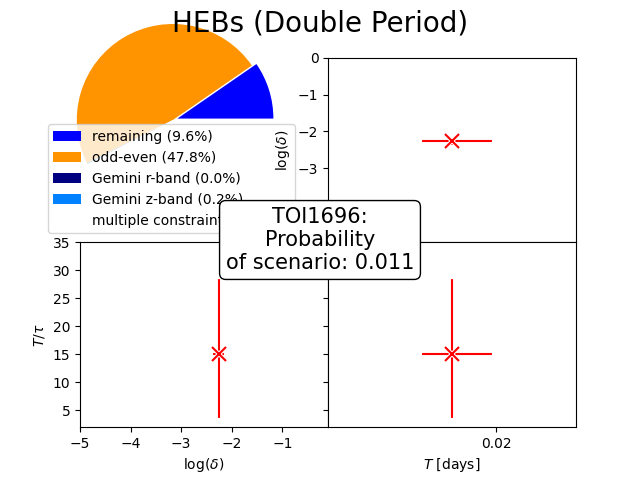 HEBs (Double Period)
remaining (9.6%)
odd-even (47.8%)
Gemini r-band (0.0%)
Gemini z-band (0.2%)
multiple constraint
TOI1696:
Probability
of scenario: 0.011
0
−1
−2
−3
log(δ)
35
30
25
20
15
10
5
T/τ
−5 −4 −3 −2 −1
log(δ)
0.02
T [days]